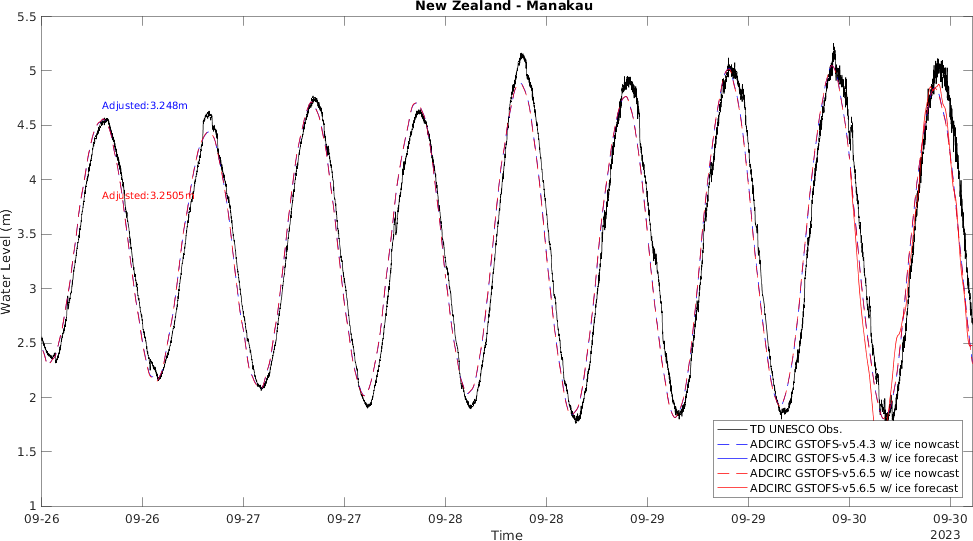 New Zealand - Manakau
5.5
5
4.5
4
3.5
3
2.5
2
1.5
1
Water Level (m)
Adjusted:3.248m
Adjusted:3.2505m
TD UNESCO Obs.
ADCIRC GSTOFS-v5.4.3 w/ ice nowcast
ADCIRC GSTOFS-v5.4.3 w/ ice forecast
ADCIRC GSTOFS-v5.6.5 w/ ice nowcast
ADCIRC GSTOFS-v5.6.5 w/ ice forecast
09-26 09-26 09-27 09-27 09-28 09-28 09-29 09-29 09-30 09-30
2023
Time